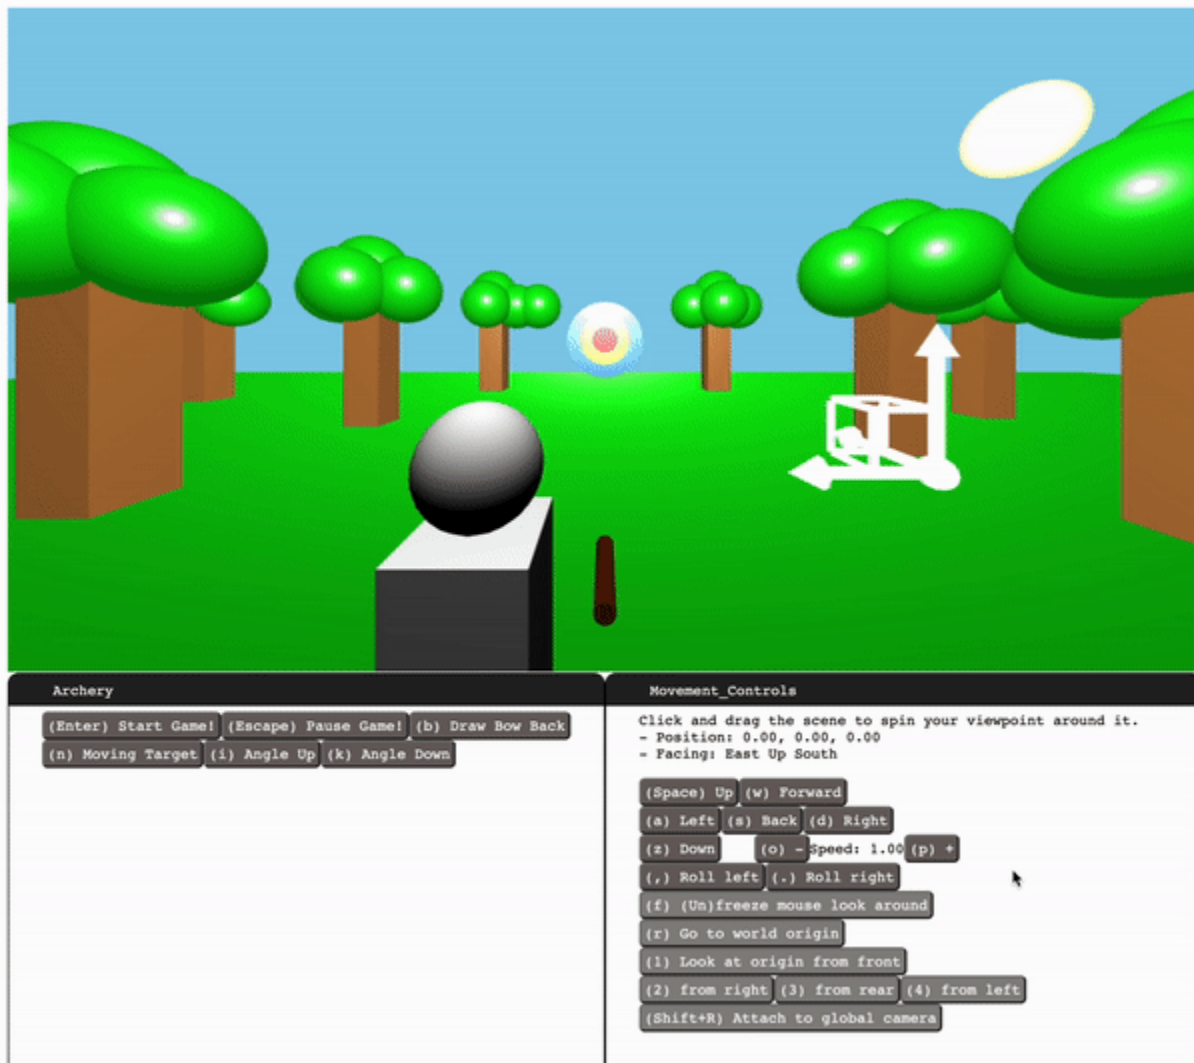 Archery
(Enter) Start Game! (Escape) Pause Game! (b) Draw Bow Back
(n) Moving Target (i) Angle Up (k) Angle Down
Movement_Controls
Click and drag the scene to spin your viewpoint around it.
- Position: 0.00, 0.00, 0.00
- Facing: East Up South
(Space) Up (w) Forward
(a) Left (s) Back (d) Right
(z) Down (o) - Speed: 1.00 (p) +
(,) Roll left (.) Roll right
(f) (Un)freeze mouse look around
(r) Go to world origin
(1) Look at origin from front
(2) from right (3) from rear (4) from left
(Shift+R) Attach to global camera